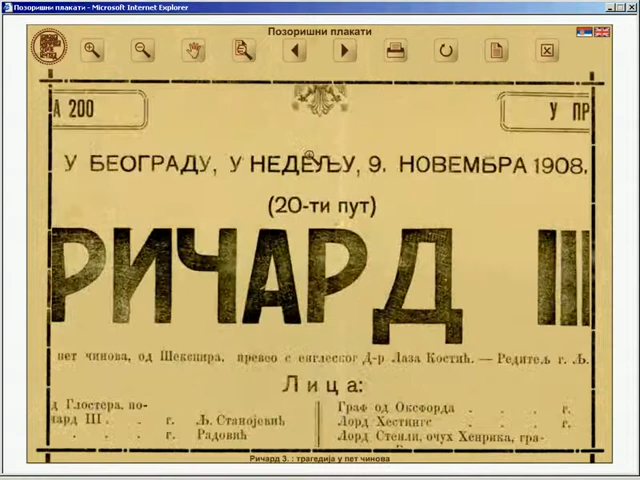 Позоришни плакати - Microsoft Internet Explorer
Позоришни плакати
А 200
У ПР
У БЕОГРАДУ, У НЕДЕЉУ, 9. НОВЕМБРА 1908.
(20-ти пут)
РИЧАРД III
пет чинова, од Шекспира, превео с енглеског Д-р Лаза Костић. — Редитељ г. Љ.
Лица:
д Глостера, по-
ард III . . г. Љ. Станојевић
. . . . г. Радовић
Граф од Оксфорда . . . г.
Лорд Хестингс . . . . г.
Лорд Стенли, очух Хенрика, гра-
Ричард 3. : трагедија у пет чинова